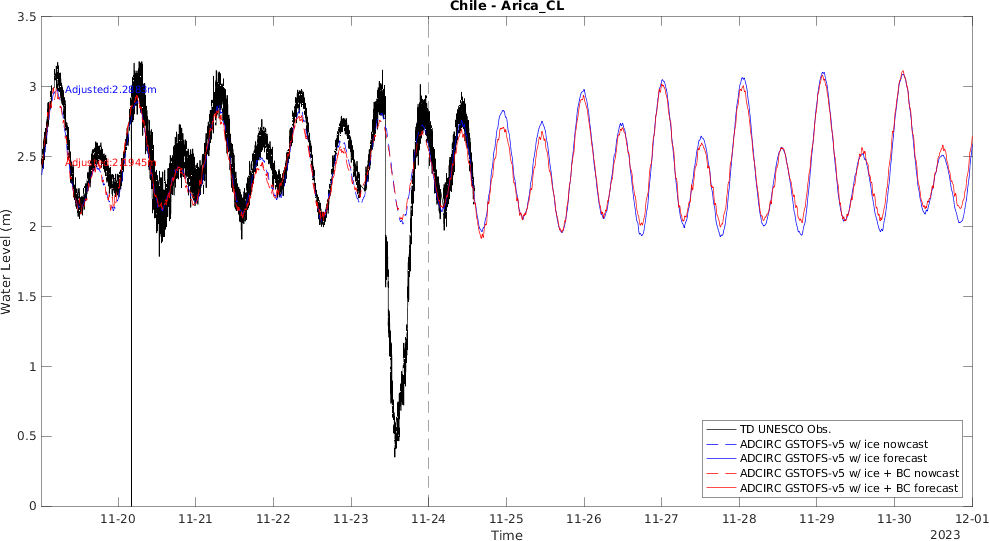 Chile - Arica_CL
3.5
3
2.5
2
1.5
1
0.5
0
Water Level (m)
Adjusted:
Adjusted:
11-20
11-21
11-22
11-23
11-24
11-25
11-26
11-27
11-28
11-29
11-30
12-01
Time
2023
TD UNESCO Obs.
ADCIRC GSTOFS-v5 w/ ice nowcast
ADCIRC GSTOFS-v5 w/ ice forecast
ADCIRC GSTOFS-v5 w/ ice + BC nowcast
ADCIRC GSTOFS-v5 w/ ice + BC forecast